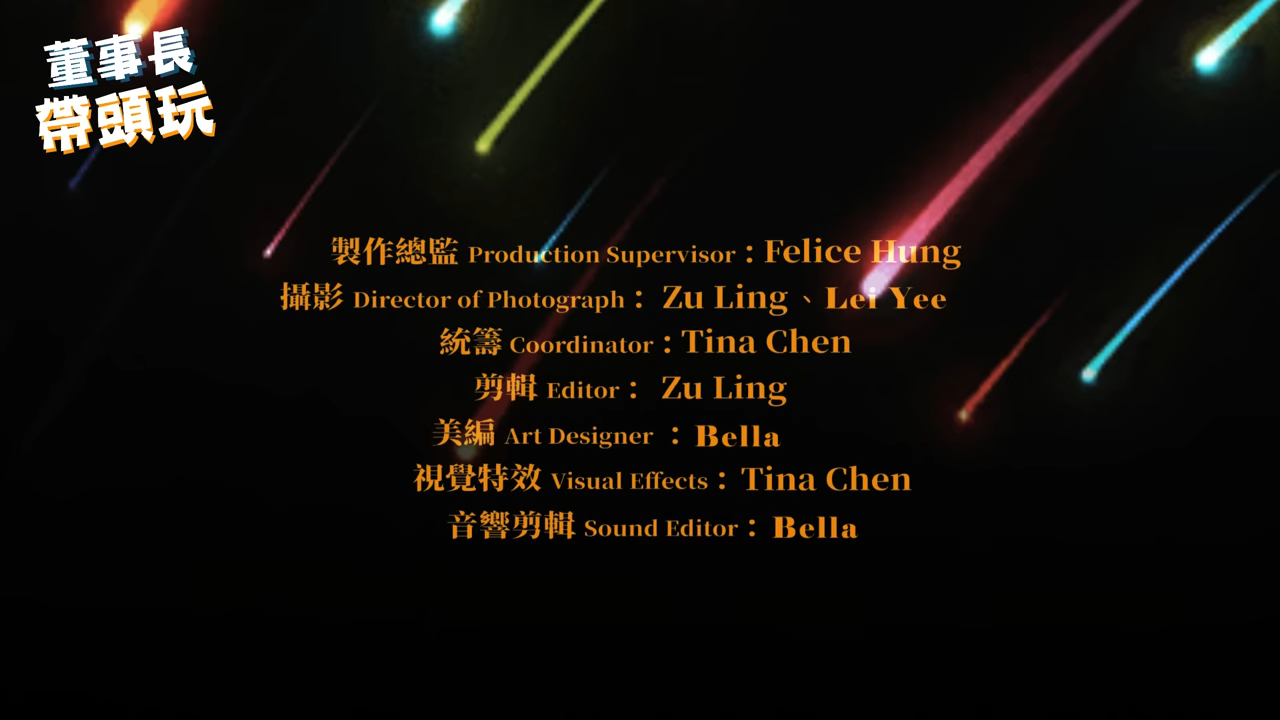 董事長
帶頭玩
製作總監 Production Supervisor：Felice Hung
攝影 Director of Photograph： Zu Ling、Lei Yee
統籌 Coordinator：Tina Chen
剪輯 Editor： Zu Ling
美編 Art Designer ：Bella
視覺特效 Visual Effects：Tina Chen
音響剪輯 Sound Editor：Bella